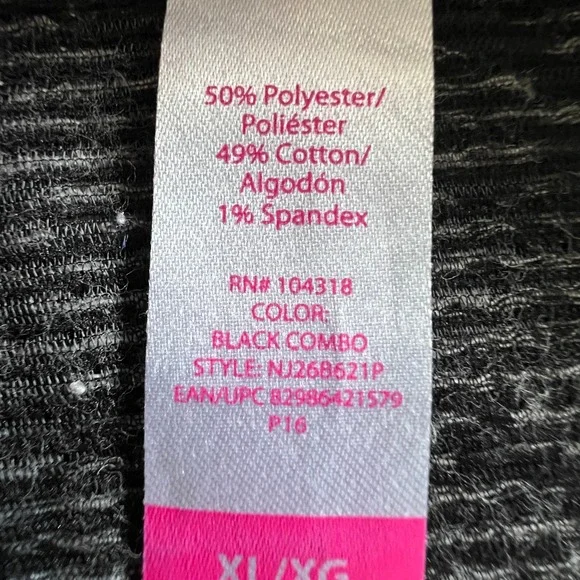 50% Polyester/
Poliéster
49% Cotton/
Algodón
1% Spandex
RN# 104318
COLOR:
BLACK COMBO
STYLE: NJ26B621P
EAN/UPC 82986421579
P16
XL/XG